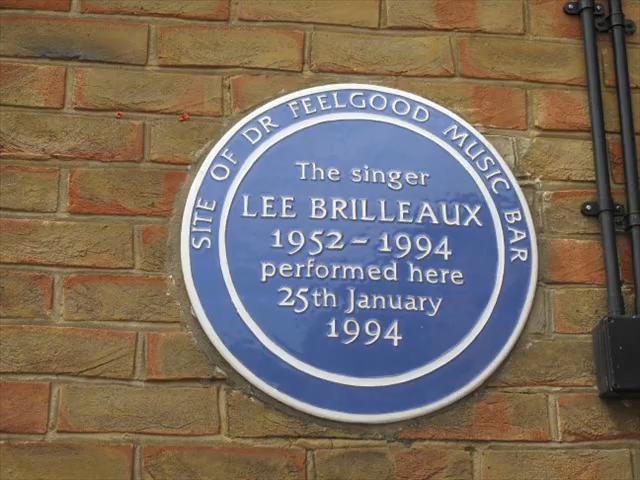 SITE OF DR FEELGOOD MUSIC BAR
The singer
LEE BRILLEAUX
1952 - 1994
performed here
25th January
1994